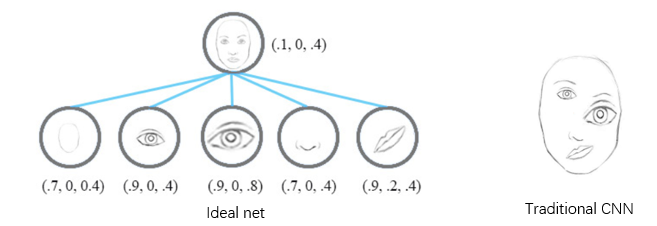 (.1, 0, .4)
(.7, 0, 0.4) (.9, 0, .4) (.9, 0, .8) (.7, 0, .4) (.9, .2, .4)
Ideal net
Traditional CNN